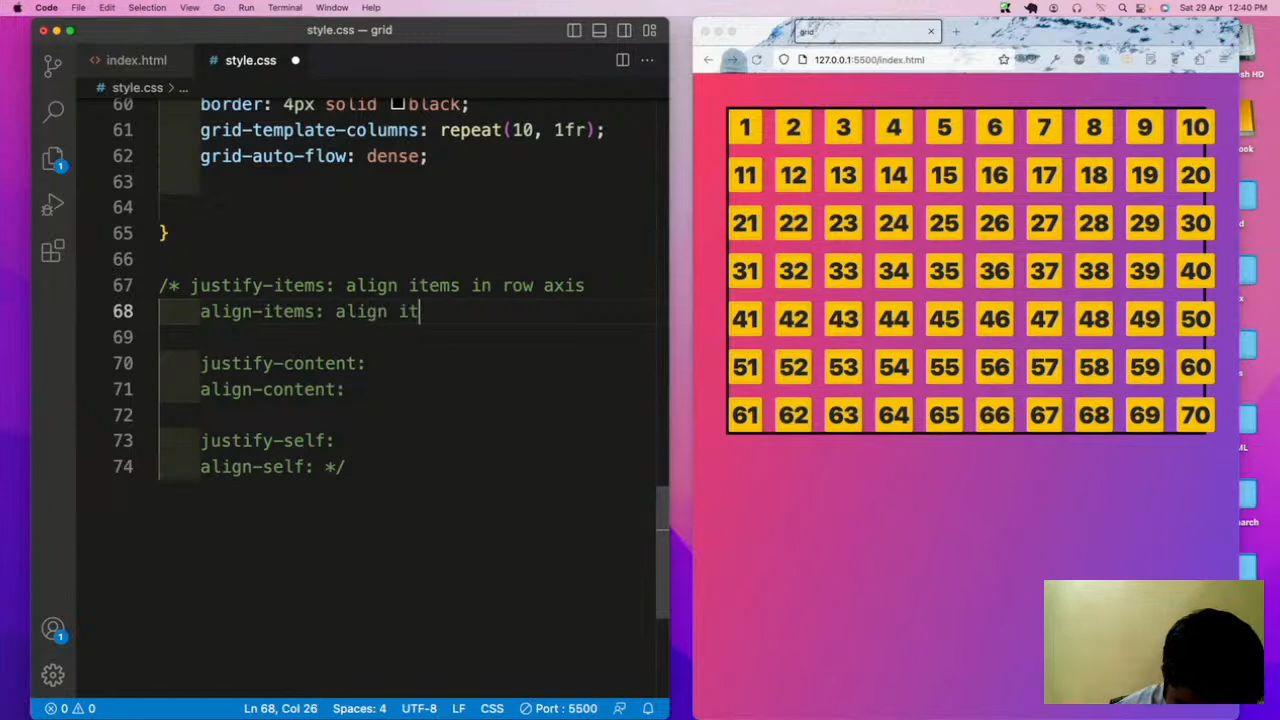 Code File Edit Selection View Go Run Terminal Window Help
Sat 29 Apr 12:40 PM
style.css — grid
index.html
# style.css
# style.css > ...
60 border: 4px solid black;
61 grid-template-columns: repeat(10, 1fr);
62 grid-auto-flow: dense;
63
64
65 }
66
67 /* justify-items: align items in row axis
68 align-items: align it
69
70 justify-content:
71 align-content:
72
73 justify-self:
74 align-self: */
1
1
0 0 Ln 68, Col 26 Spaces: 4 UTF-8 LF CSS Port : 5500
grid
127.0.0.1:5500/index.html
1 2 3 4 5 6 7 8 9 10
11 12 13 14 15 16 17 18 19 20
21 22 23 24 25 26 27 28 29 30
31 32 33 34 35 36 37 38 39 40
41 42 43 44 45 46 47 48 49 50
51 52 53 54 55 56 57 58 59 60
61 62 63 64 65 66 67 68 69 70